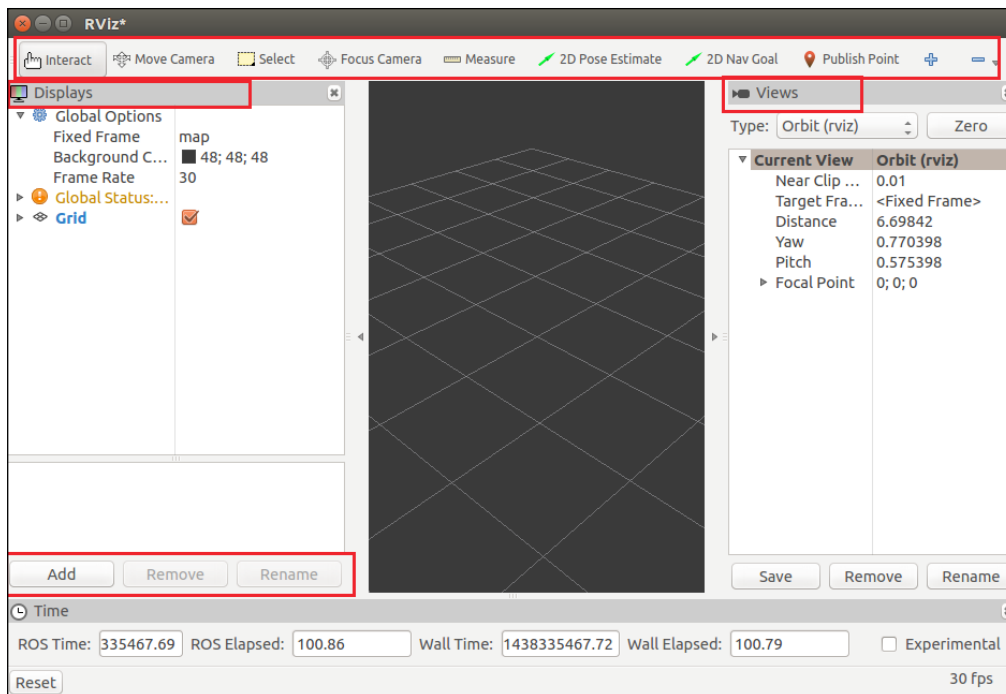 RViz*
Interact Move Camera Select Focus Camera Measure 2D Pose Estimate 2D Nav Goal Publish Point
Displays
Global Options
Fixed Frame map
Background C... 48; 48; 48
Frame Rate 30
Global Status:...
Grid
Add Remove Rename
Views
Type: Orbit (rviz) Zero
Current View Orbit (rviz)
Near Clip ... 0.01
Target Fra... <Fixed Frame>
Distance 6.69842
Yaw 0.770398
Pitch 0.575398
Focal Point 0; 0; 0
Save Remove Rename
Time
ROS Time: 335467.69 ROS Elapsed: 100.86 Wall Time: 1438335467.72 Wall Elapsed: 100.79 Experimental
Reset 30 fps